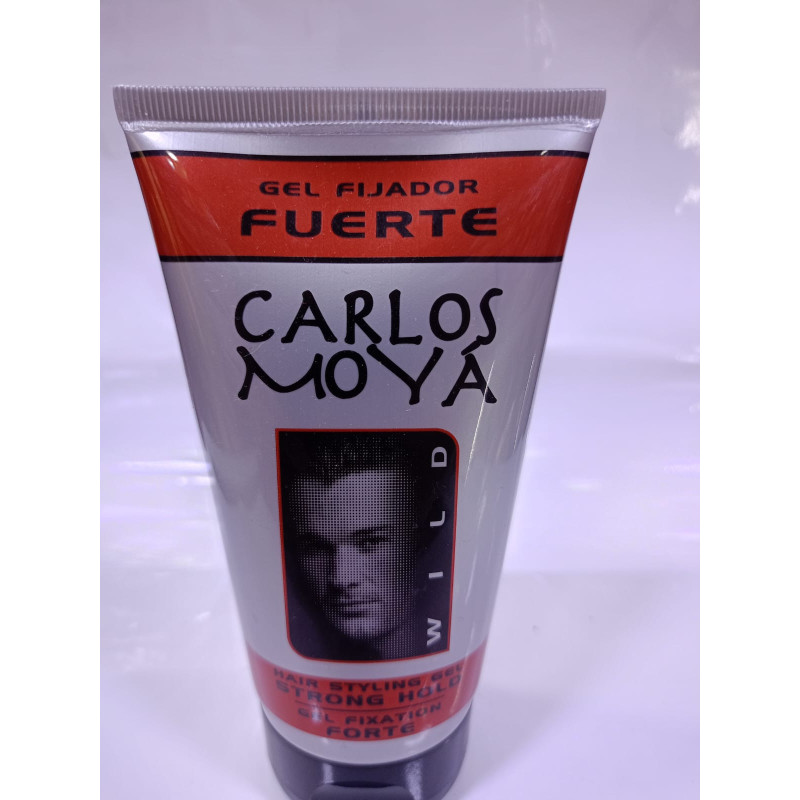 GEL FIJADOR
FUERTE
CARLOS
MOYÁ
WILD
HAIR STYLING GEL
STRONG HOLD
GEL FIXATION
FORTE